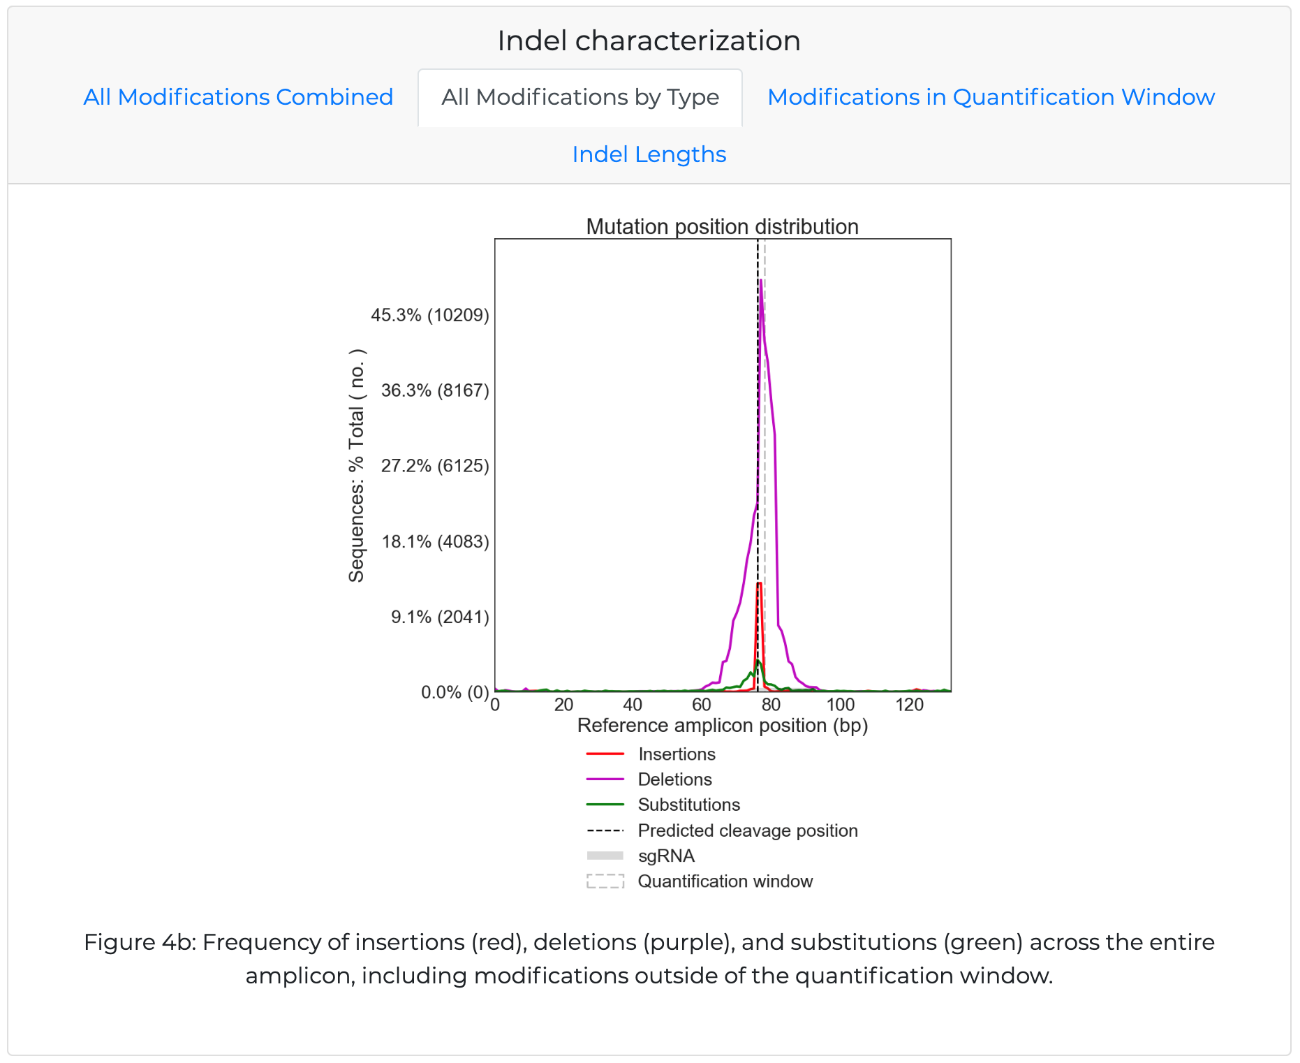 Indel characterization
All Modifications Combined
All Modifications by Type
Modifications in Quantification Window
Indel Lengths
Mutation position distribution
Sequences: % Total ( no. )
45.3% (10209)
36.3% (8167)
27.2% (6125)
18.1% (4083)
9.1% (2041)
0.0% (0)
0 20 40 60 80 100 120
Reference amplicon position (bp)
Insertions
Deletions
Substitutions
Predicted cleavage position
sgRNA
Quantification window
Figure 4b: Frequency of insertions (red), deletions (purple), and substitutions (green) across the entire
amplicon, including modifications outside of the quantification window.